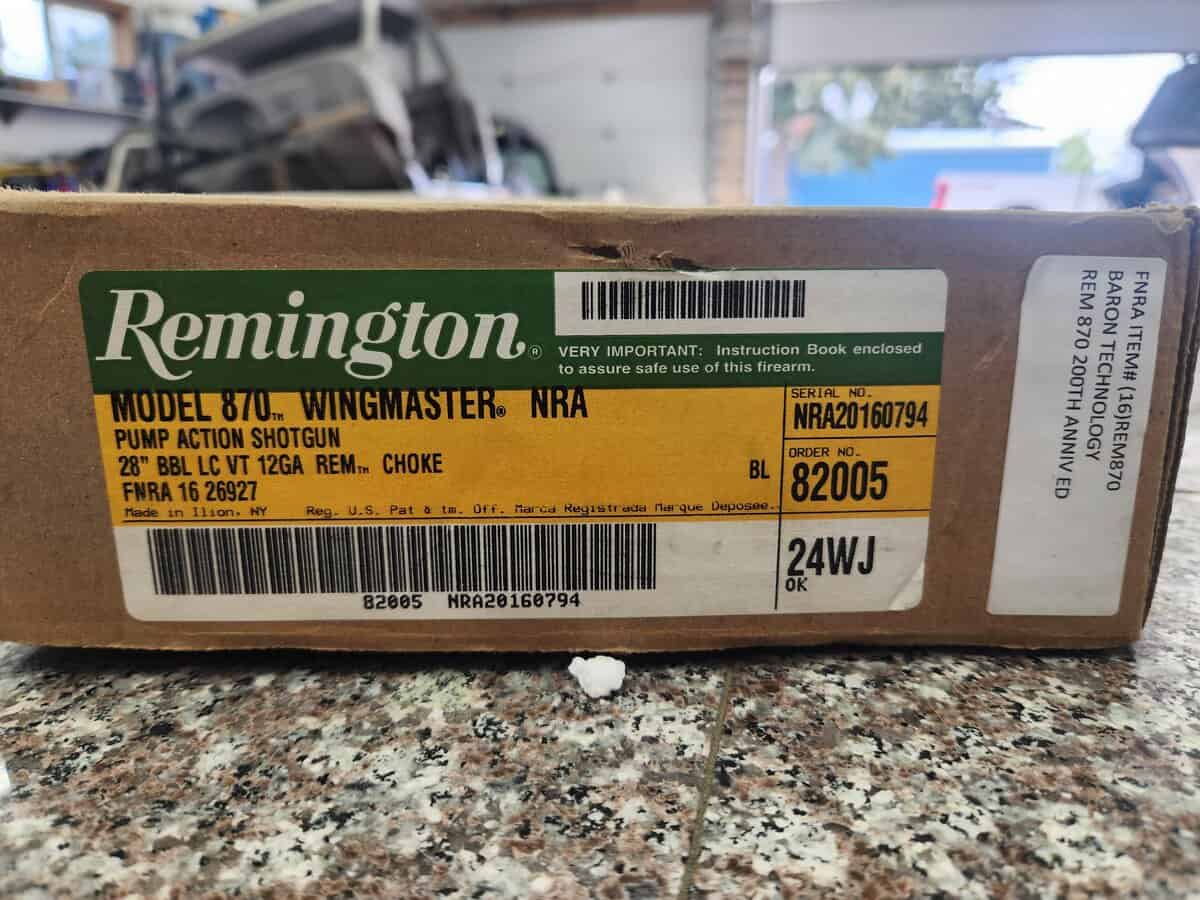 Remington®
VERY IMPORTANT: Instruction Book enclosed
to assure safe use of this firearm.
MODEL 870™ WINGMASTER® NRA
PUMP ACTION SHOTGUN
28" BBL LC VT 12GA REM™ CHOKE
BL
FNRA 16 26927
Made in Ilion, NY Reg. U.S. Pat & tm. Off. Marca Registrada Marque Deposee.
SERIAL NO.
NRA20160794
ORDER NO.
82005
24WJ
OK
82005 NRA20160794
FNRA ITEM# (16)REM870
BARON TECHNOLOGY
REM 870 200TH ANNIV ED